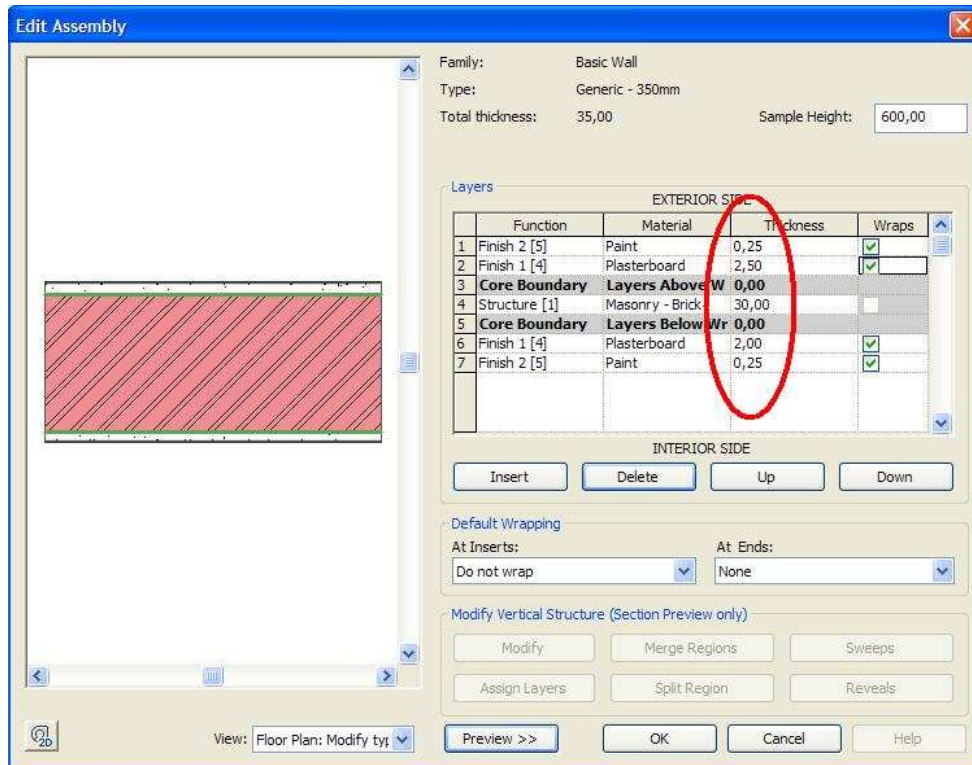 Edit Assembly
Family: Basic Wall
Type: Generic - 350mm
Total thickness: 35,00 Sample Height: 600,00
Layers
EXTERIOR SIDE
Function Material Thickness Wraps
1 Finish 2 [5] Paint 0,25
2 Finish 1 [4] Plasterboard 2,50
3 Core Boundary Layers Above W 0,00
4 Structure [1] Masonry - Brick 30,00
5 Core Boundary Layers Below Wr 0,00
6 Finish 1 [4] Plasterboard 2,00
7 Finish 2 [5] Paint 0,25
INTERIOR SIDE
Insert Delete Up Down
Default Wrapping
At Inserts: At Ends:
Do not wrap None
Modify Vertical Structure (Section Preview only)
Modify Merge Regions Sweeps
Assign Layers Split Region Reveals
2D View: Floor Plan: Modify typ Preview >> OK Cancel Help